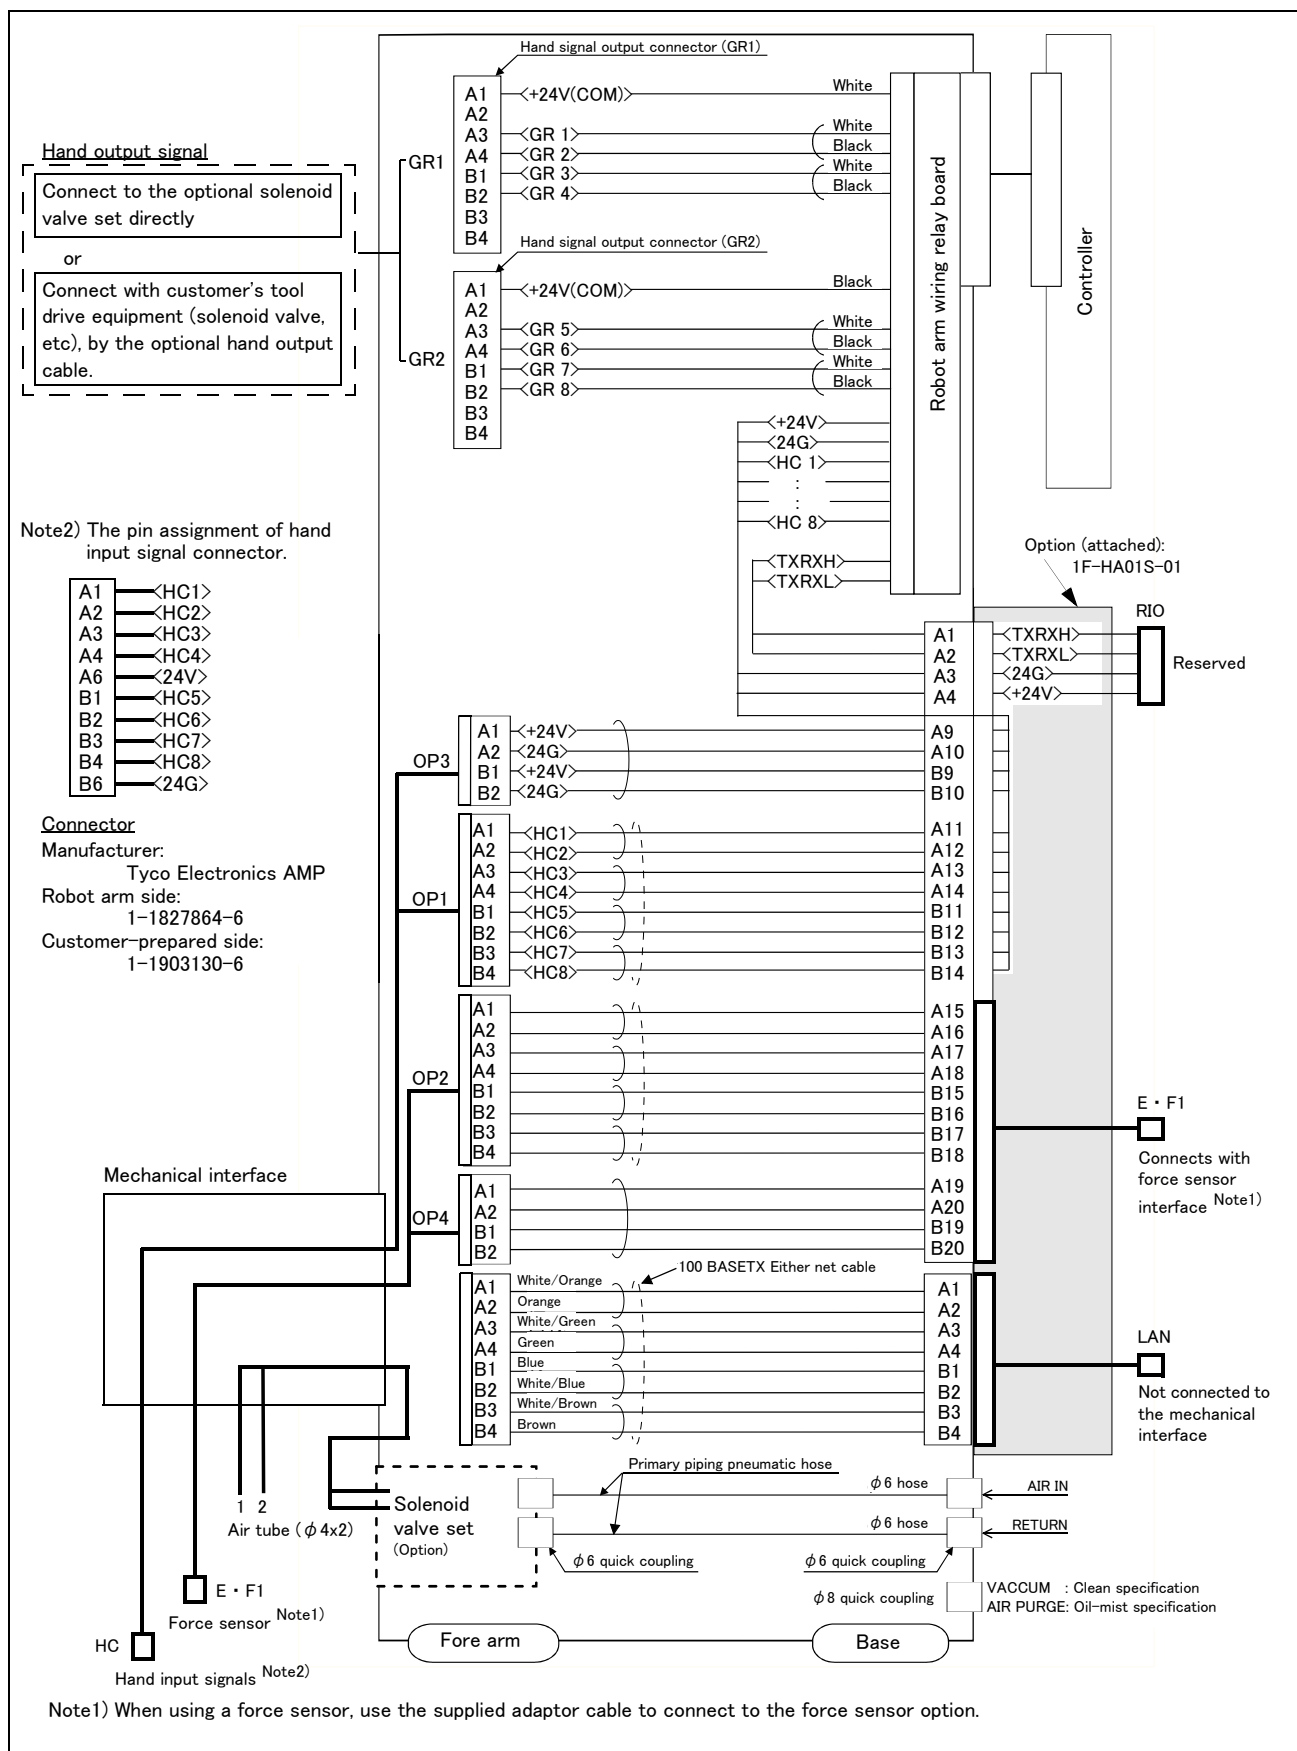 Hand signal output connector (GR1)
A1 <+24V(COM)> White
A2
A3 <GR 1> White
A4 <GR 2> Black
B1 <GR 3> White
B2 <GR 4> Black
B3
B4
GR1
Hand output signal
Connect to the optional solenoid
valve set directly
or
Connect with customer's tool
drive equipment (solenoid valve,
etc), by the optional hand output
cable.
Hand signal output connector (GR2)
A1 <+24V(COM)> Black
A2
A3 <GR 5> White
A4 <GR 6> Black
B1 <GR 7> White
B2 <GR 8> Black
B3
B4
GR2
Robot arm wiring relay board
Controller
<+24V>
<24G>
<HC 1>
:
:
<HC 8>
<TXRXH>
<TXRXL>
Note2) The pin assignment of hand
input signal connector.
A1 <HC1>
A2 <HC2>
A3 <HC3>
A4 <HC4>
A6 <24V>
B1 <HC5>
B2 <HC6>
B3 <HC7>
B4 <HC8>
B6 <24G>
Connector
Manufacturer:
Tyco Electronics AMP
Robot arm side:
1-1827864-6
Customer-prepared side:
1-1903130-6
Option (attached):
1F-HA01S-01
RIO
A1 <TXRXH>
A2 <TXRXL>
A3 <24G>
A4 <+24V>
Reserved
OP3
A1 <+24V> A9
A2 <24G> A10
B1 <+24V> B9
B2 <24G> B10
OP1
A1 <HC1> A11
A2 <HC2> A12
A3 <HC3> A13
A4 <HC4> A14
B1 <HC5> B11
B2 <HC6> B12
B3 <HC7> B13
B4 <HC8> B14
OP2
A1 A15
A2 A16
A3 A17
A4 A18
B1 B15
B2 B16
B3 B17
B4 B18
E・F1
Connects with
force sensor
interface Note1)
Mechanical interface
OP4
A1 A19
A2 A20
B1 B19
B2 B20
100 BASETX Either net cable
A1 White/Orange A1
A2 Orange A2
A3 White/Green A3
A4 Green A4
B1 Blue B1
B2 White/Blue B2
B3 White/Brown B3
B4 Brown B4
LAN
Not connected to
the mechanical
interface
Primary piping pneumatic hose
φ6 hose AIR IN
φ6 hose RETURN
1 2
Air tube (φ4x2)
Solenoid
valve set
(Option)
φ6 quick coupling φ6 quick coupling
φ8 quick coupling
VACCUM : Clean specification
AIR PURGE: Oil-mist specification
E・F1
Force sensor Note1)
HC
Hand input signals Note2)
Fore arm Base
Note1) When using a force sensor, use the supplied adaptor cable to connect to the force sensor option.